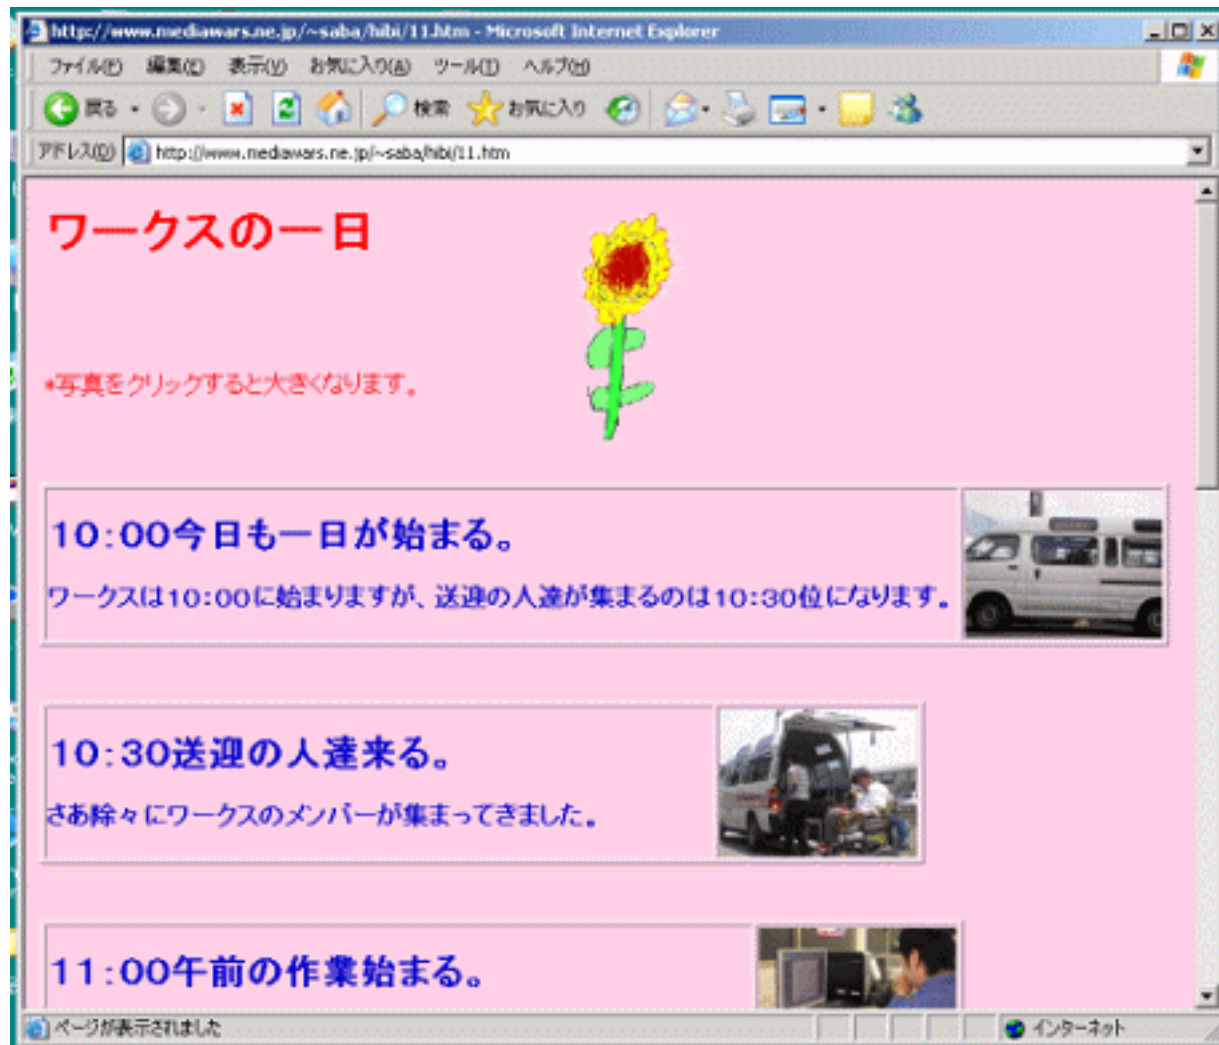 http://www.mediawars.ne.jp/~saba/hibi/11.htm - Microsoft Internet Explorer
ファイル(F) 編集(E) 表示(V) お気に入り(A) ツール(T) ヘルプ(H)
戻る 検索 お気に入り
アドレス(D) http://www.mediawars.ne.jp/~saba/hibi/11.htm
ワークスの一日
*写真をクリックすると大きくなります。
10:00今日も一日が始まる。
ワークスは10:00に始まりますが、送迎の人達が集まるのは10:30位になります。
10:30送迎の人達来る。
さあ除々にワークスのメンバーが集まってきました。
11:00午前の作業始まる。
ページが表示されました インターネット